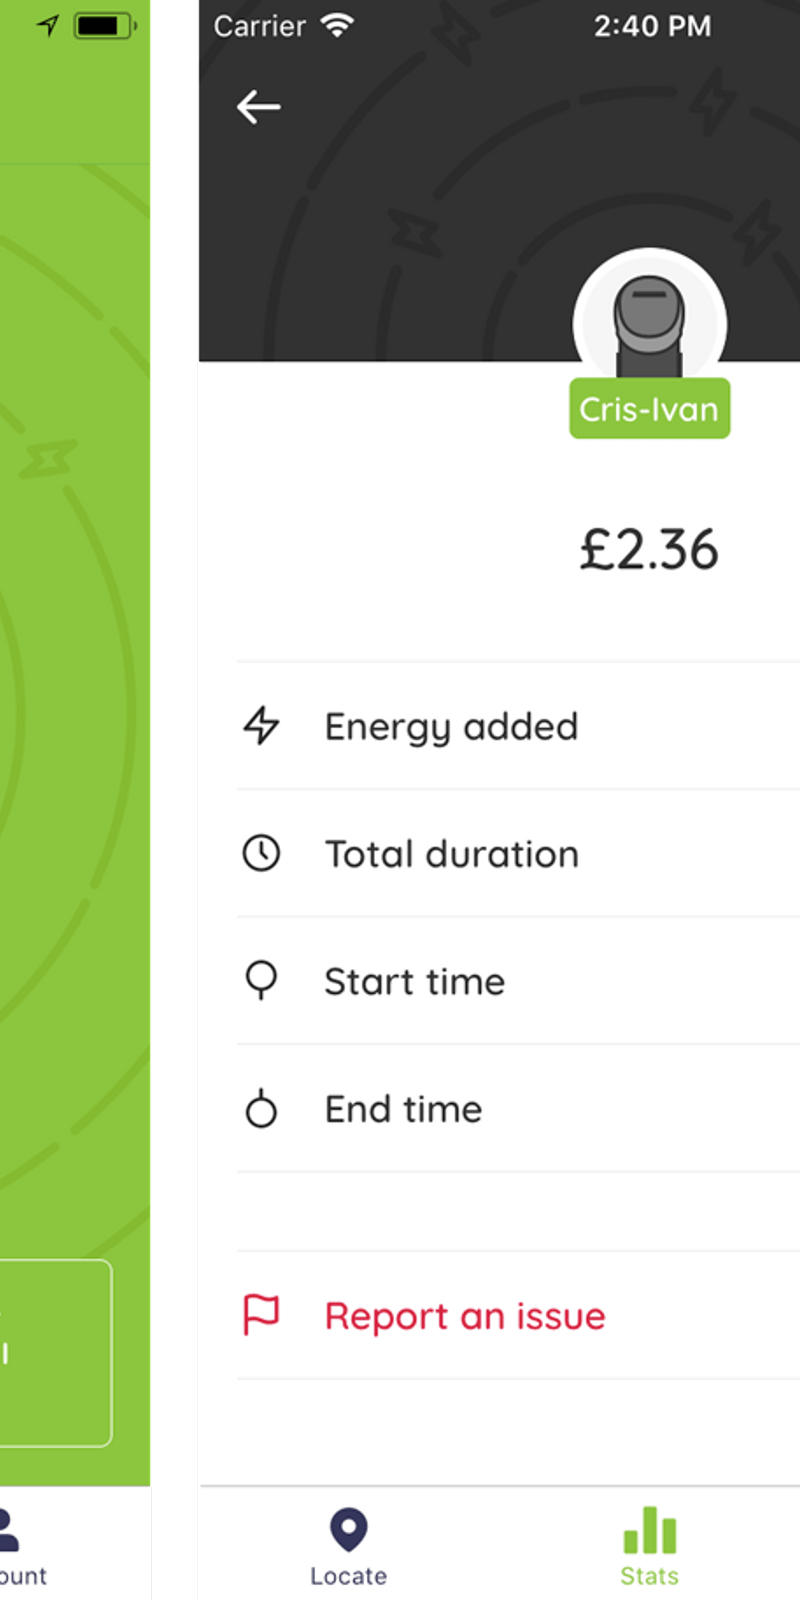 Carrier
2:40 PM
Cris-Ivan
£2.36
Energy added
Total duration
Start time
End time
Report an issue
ount
Locate
Stats